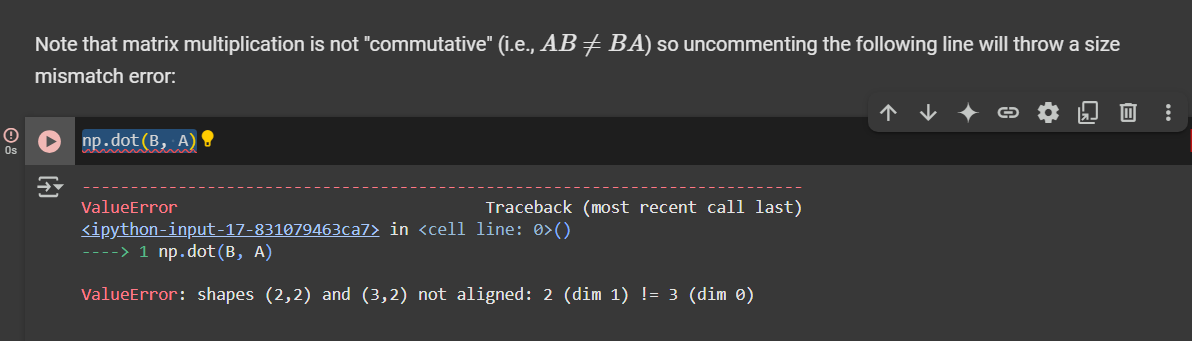 Note that matrix multiplication is not "commutative" (i.e., AB ≠ BA) so uncommenting the following line will throw a size
mismatch error:
np.dot(B, A)
0s
---------------------------------------------------------------------------
ValueError                                Traceback (most recent call last)
<ipython-input-17-831079463ca7> in <cell line: 0>()
----> 1 np.dot(B, A)
ValueError: shapes (2,2) and (3,2) not aligned: 2 (dim 1) != 3 (dim 0)